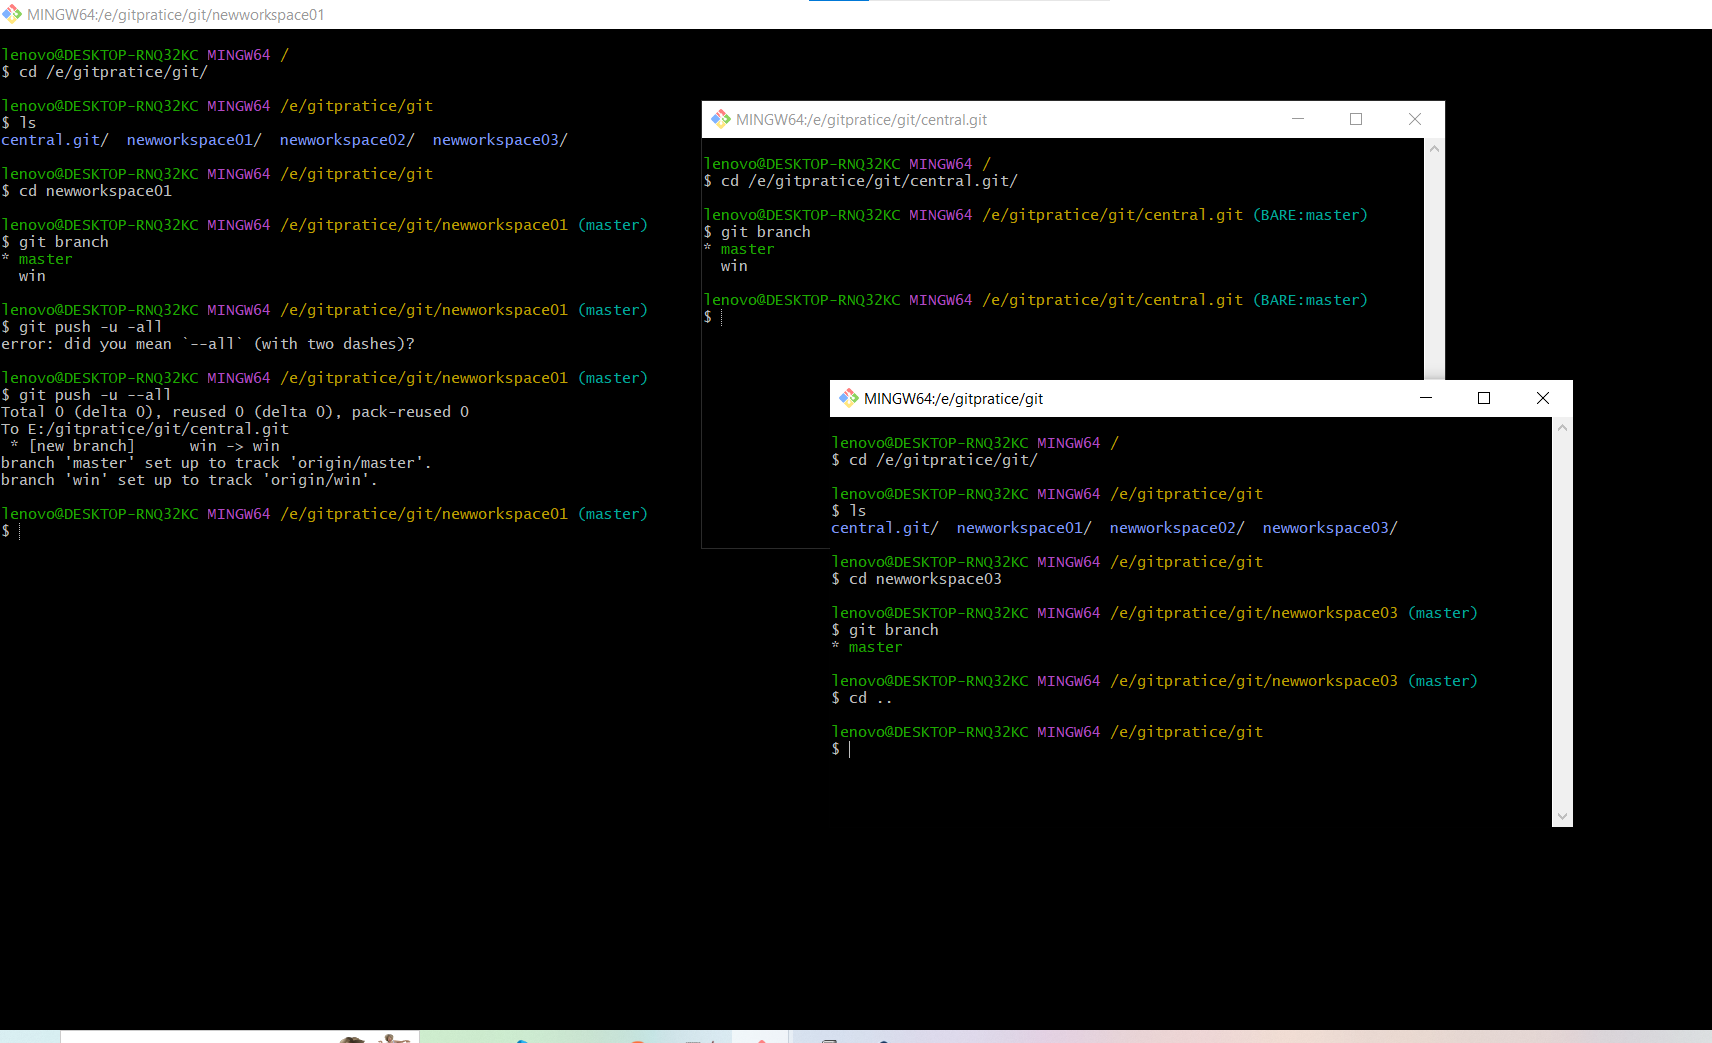 MINGW64:/e/gitpratice/git/newworkspace01
lenovo@DESKTOP-RNQ32KC MINGW64 /
$ cd /e/gitpratice/git/
lenovo@DESKTOP-RNQ32KC MINGW64 /e/gitpratice/git
$ ls
central.git/  newworkspace01/  newworkspace02/  newworkspace03/
lenovo@DESKTOP-RNQ32KC MINGW64 /e/gitpratice/git
$ cd newworkspace01
lenovo@DESKTOP-RNQ32KC MINGW64 /e/gitpratice/git/newworkspace01 (master)
$ git branch
* master
  win
lenovo@DESKTOP-RNQ32KC MINGW64 /e/gitpratice/git/newworkspace01 (master)
$ git push -u -all
error: did you mean `--all` (with two dashes)?
lenovo@DESKTOP-RNQ32KC MINGW64 /e/gitpratice/git/newworkspace01 (master)
$ git push -u --all
Total 0 (delta 0), reused 0 (delta 0), pack-reused 0
To E:/gitpratice/git/central.git
 * [new branch]      win -> win
branch 'master' set up to track 'origin/master'.
branch 'win' set up to track 'origin/win'.
lenovo@DESKTOP-RNQ32KC MINGW64 /e/gitpratice/git/newworkspace01 (master)
$
MINGW64:/e/gitpratice/git/central.git
lenovo@DESKTOP-RNQ32KC MINGW64 /
$ cd /e/gitpratice/git/central.git/
lenovo@DESKTOP-RNQ32KC MINGW64 /e/gitpratice/git/central.git (BARE:master)
$ git branch
* master
  win
lenovo@DESKTOP-RNQ32KC MINGW64 /e/gitpratice/git/central.git (BARE:master)
$
MINGW64:/e/gitpratice/git
lenovo@DESKTOP-RNQ32KC MINGW64 /
$ cd /e/gitpratice/git/
lenovo@DESKTOP-RNQ32KC MINGW64 /e/gitpratice/git
$ ls
central.git/  newworkspace01/  newworkspace02/  newworkspace03/
lenovo@DESKTOP-RNQ32KC MINGW64 /e/gitpratice/git
$ cd newworkspace03
lenovo@DESKTOP-RNQ32KC MINGW64 /e/gitpratice/git/newworkspace03 (master)
$ git branch
* master
lenovo@DESKTOP-RNQ32KC MINGW64 /e/gitpratice/git/newworkspace03 (master)
$ cd ..
lenovo@DESKTOP-RNQ32KC MINGW64 /e/gitpratice/git
$